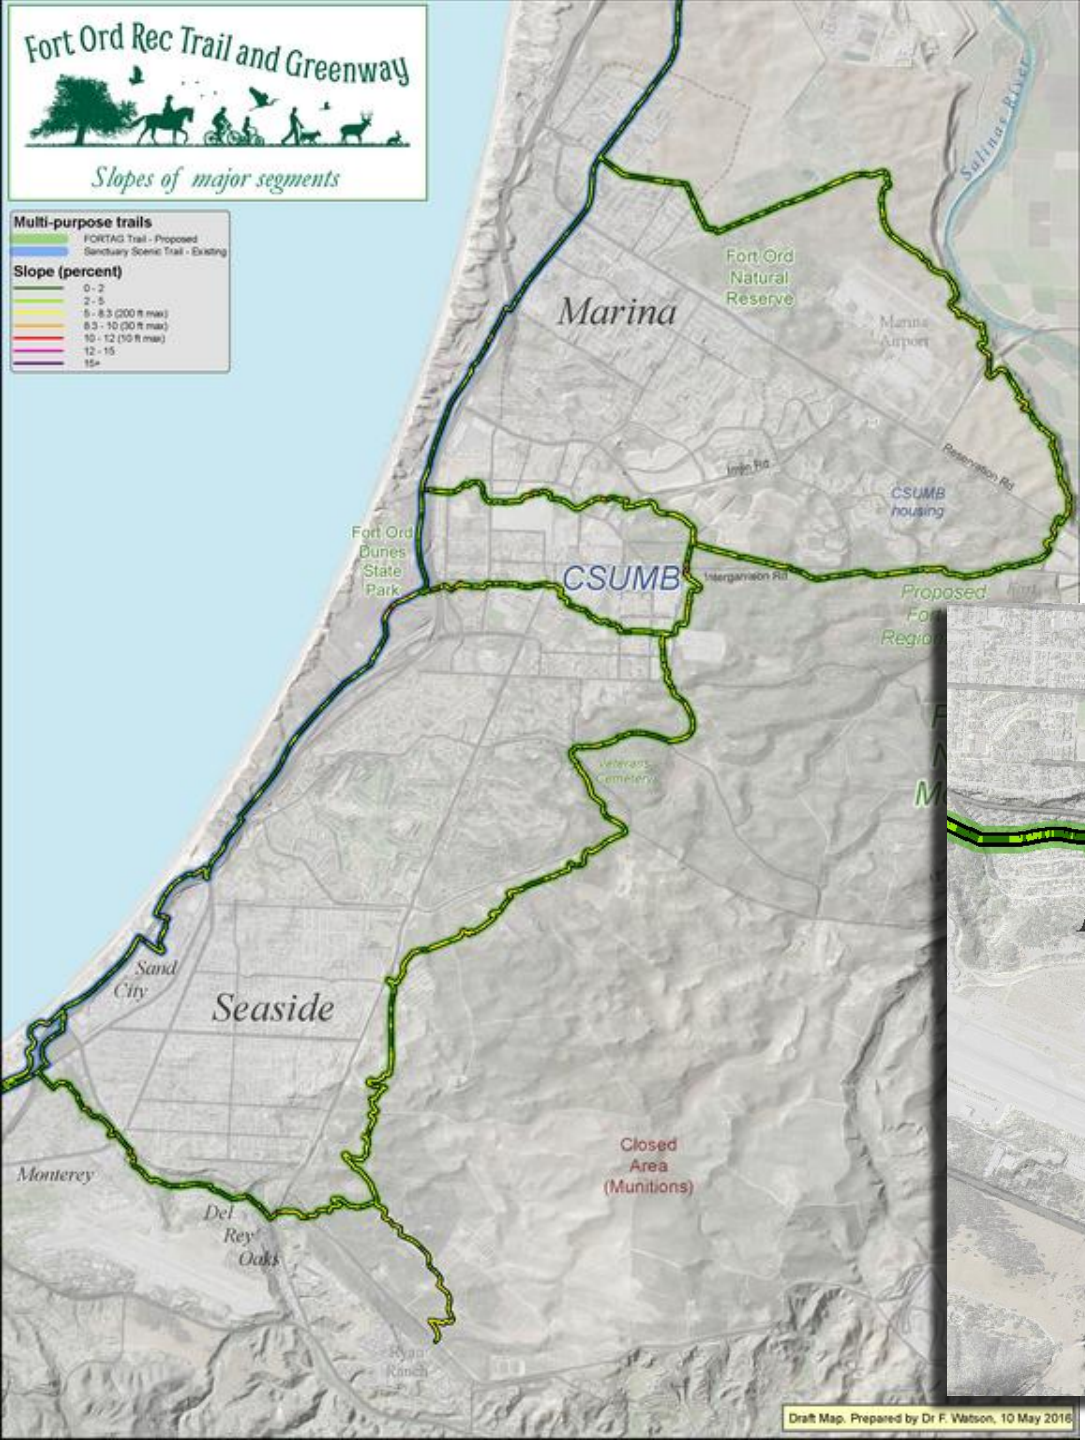 Fort Ord Rec Trail and Greenway
Slopes of major segments
Multi-purpose trails
FORTAG Trail - Proposed
Sanctuary Scenic Trail - Existing
Slope (percent)
0 - 2
2 - 5
5 - 8.3 (200 ft max)
8.3 - 10 (30 ft max)
10 - 12 (10 ft max)
12 - 15
15+
Salinas River
Fort Ord
Natural
Reserve
Marina
Marina
Airport
Reservation Rd
Imjin Rd
CSUMB
housing
Fort Ord
Dunes
State
Park
CSUMB
Intergarrison Rd
Proposed
Fo
Regio
Veterans
Cemetery
M
Sand
City
Seaside
Closed
Area
(Munitions)
Monterey
Del
Rey
Oaks
Ryan
Ranch
Draft Map. Prepared by Dr F. Watson, 10 May 2016